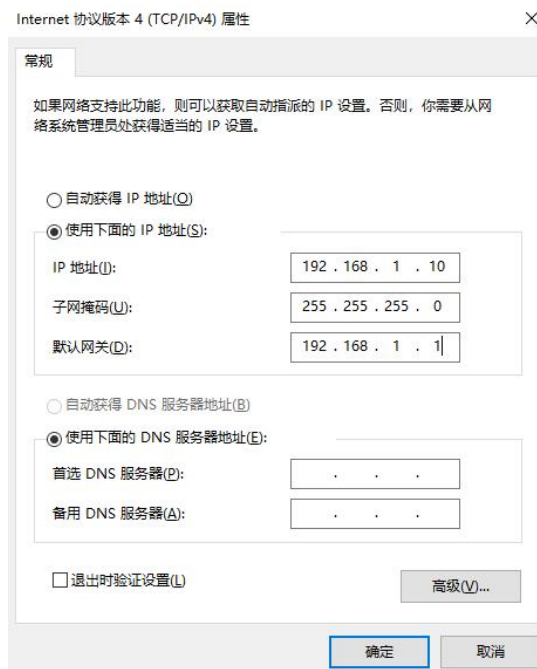 Internet 协议版本 4 (TCP/IPv4) 属性
常规
如果网络支持此功能，则可以获取自动指派的 IP 设置。否则，你需要从网
络系统管理员处获得适当的 IP 设置。
自动获得 IP 地址(O)
使用下面的 IP 地址(S):
IP 地址(I): 192 . 168 . 1 . 10
子网掩码(U): 255 . 255 . 255 . 0
默认网关(D): 192 . 168 . 1 . 1
自动获得 DNS 服务器地址(B)
使用下面的 DNS 服务器地址(E):
首选 DNS 服务器(P): . . .
备用 DNS 服务器(A): . . .
退出时验证设置(L)
高级(V)...
确定 取消